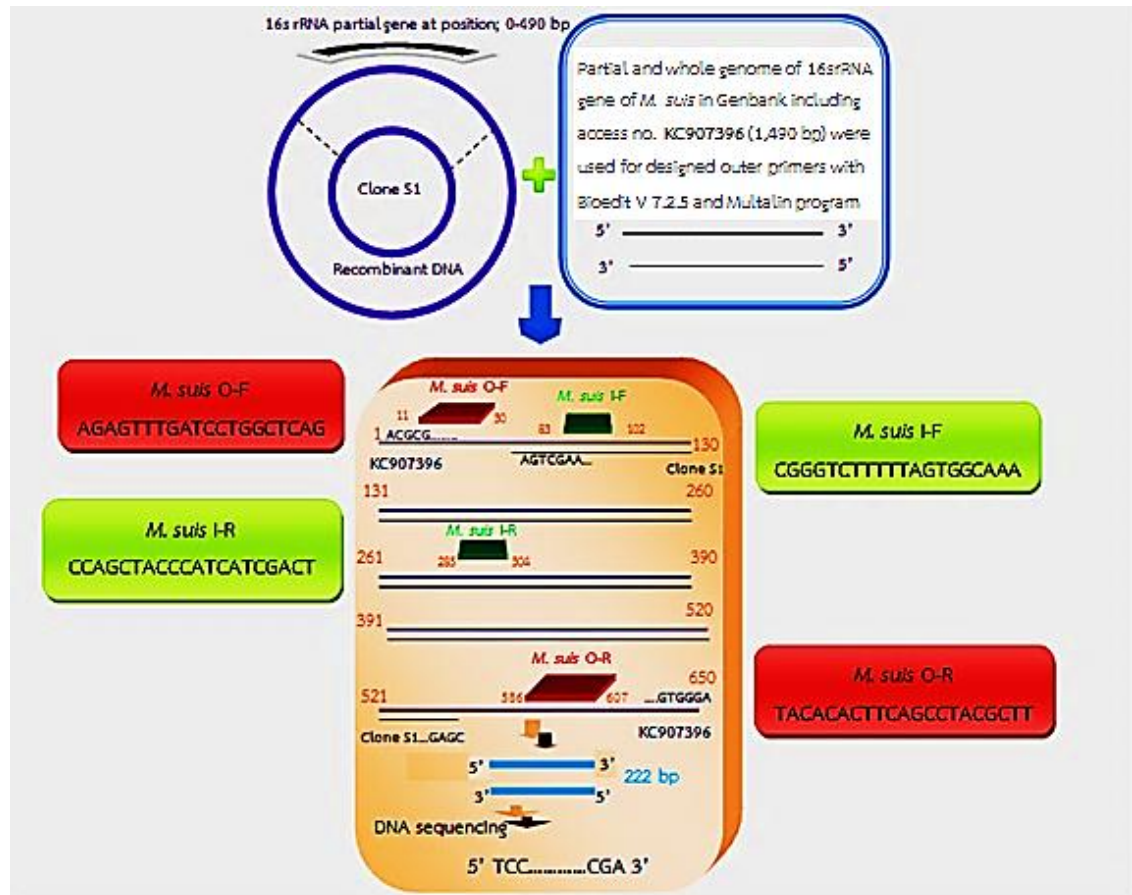 16s rRNA partial gene at position; 0-490 bp
Clone S1
Recombinant DNA
Partial and whole genome of 16srRNA
gene of M. suis in Genbank including
access no. KC907396 (1,490 bp) were
used for designed outer primers with
Bioedit V 7.2.5 and Multalin program
5’ 3’
3’ 5’
M. suis O-F
AGAGTTTGATCCTGGCTCAG
M. suis I-R
CCAGCTACCCATCATCGACT
M. suis O-F
M. suis I-F
11 30
83 102
1 ACGCG........
130
KC907396
AGTCGAA...
Clone S1
131 260
M. suis I-R
261 285 304 390
391 520
M. suis O-R
521 586 607 650
....GTGGGA
Clone S1...GAGC
KC907396
5’ 3’
222 bp
3’ 5’
DNA sequencing
5’ TCC.............CGA 3’
M. suis I-F
CGGGTCTTTTTAGTGGCAAA
M. suis O-R
TACACACTTCAGCCTACGCTT